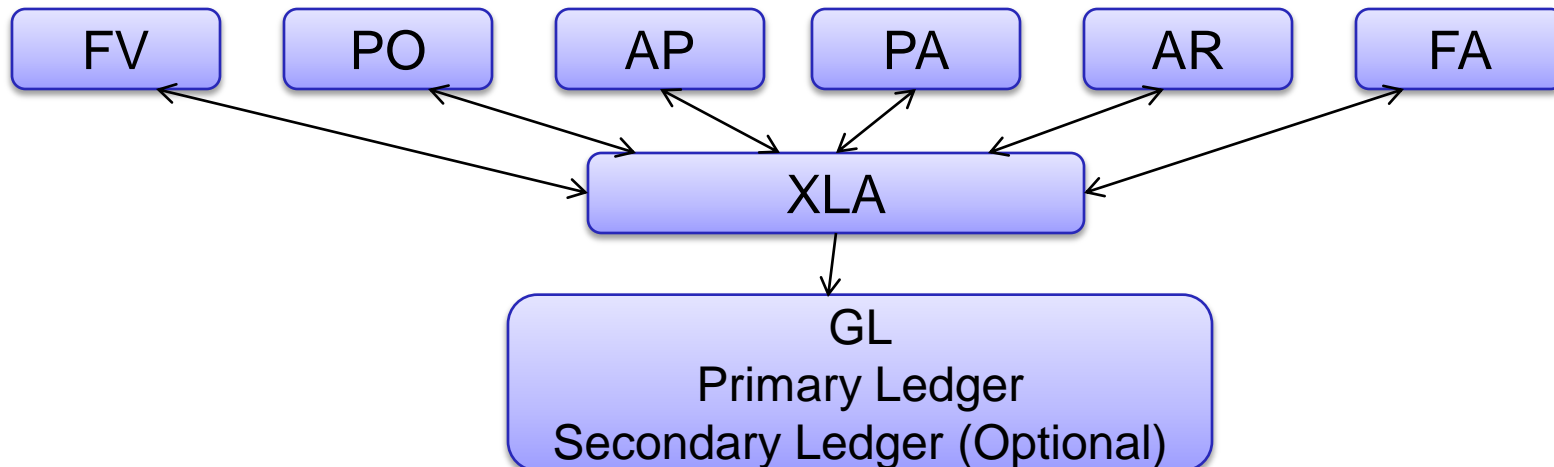 FV
PO
AP
PA
AR
FA
XLA
GL
Primary Ledger
Secondary Ledger (Optional)